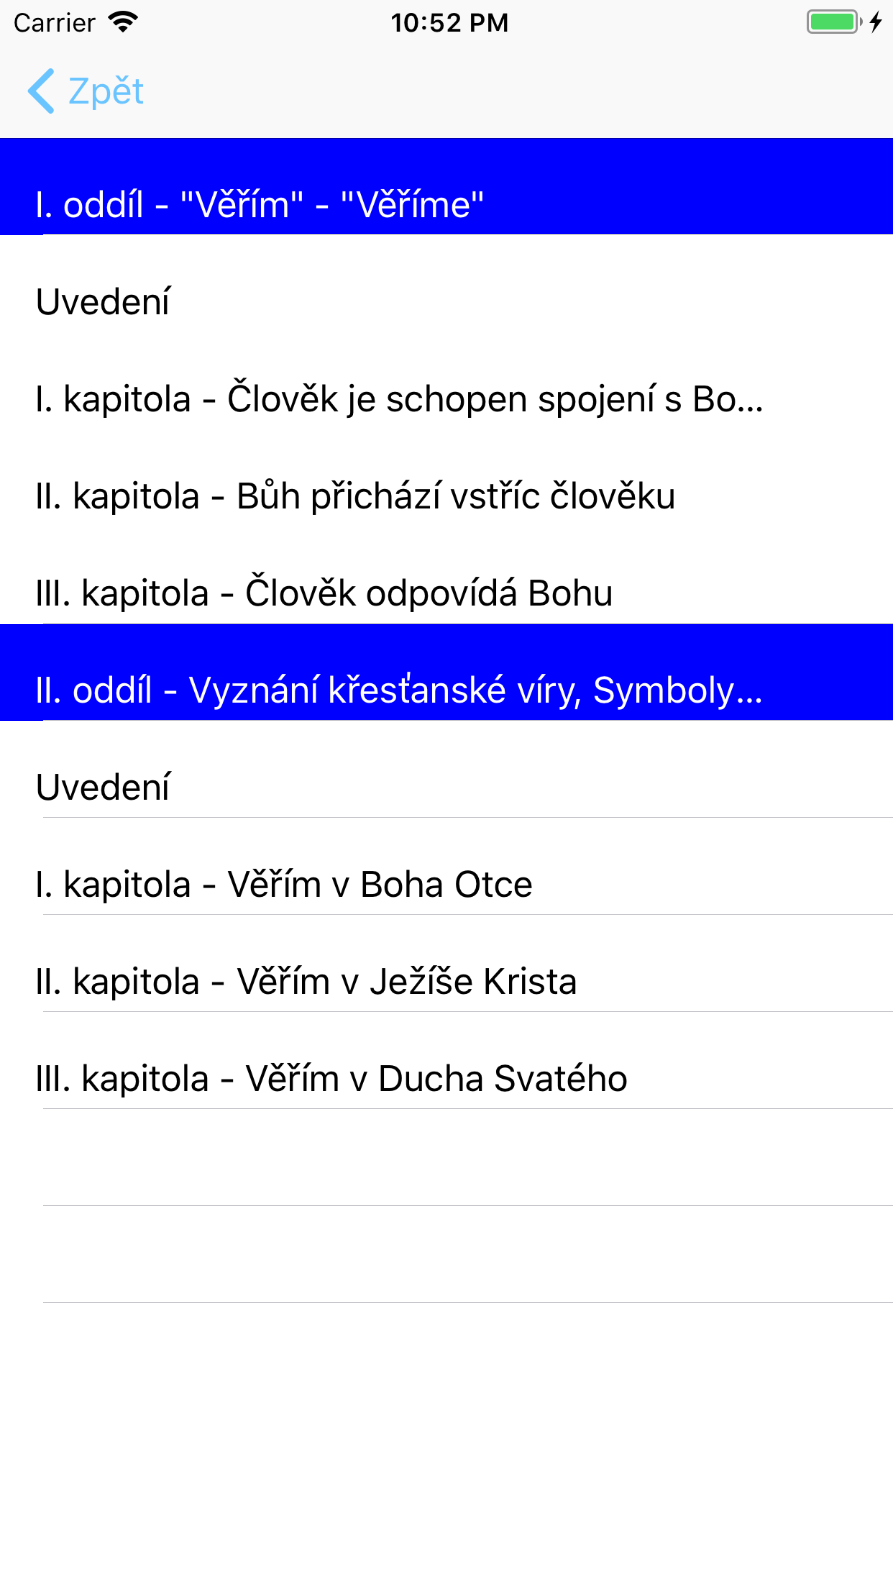 Carrier
10:52 PM
Zpět
I. oddíl - "Věřím" - "Věříme"
Uvedení
I. kapitola - Člověk je schopen spojení s Bo...
II. kapitola - Bůh přichází vstříc člověku
III. kapitola - Člověk odpovídá Bohu
II. oddíl - Vyznání křesťanské víry, Symboly...
Uvedení
I. kapitola - Věřím v Boha Otce
II. kapitola - Věřím v Ježíše Krista
III. kapitola - Věřím v Ducha Svatého